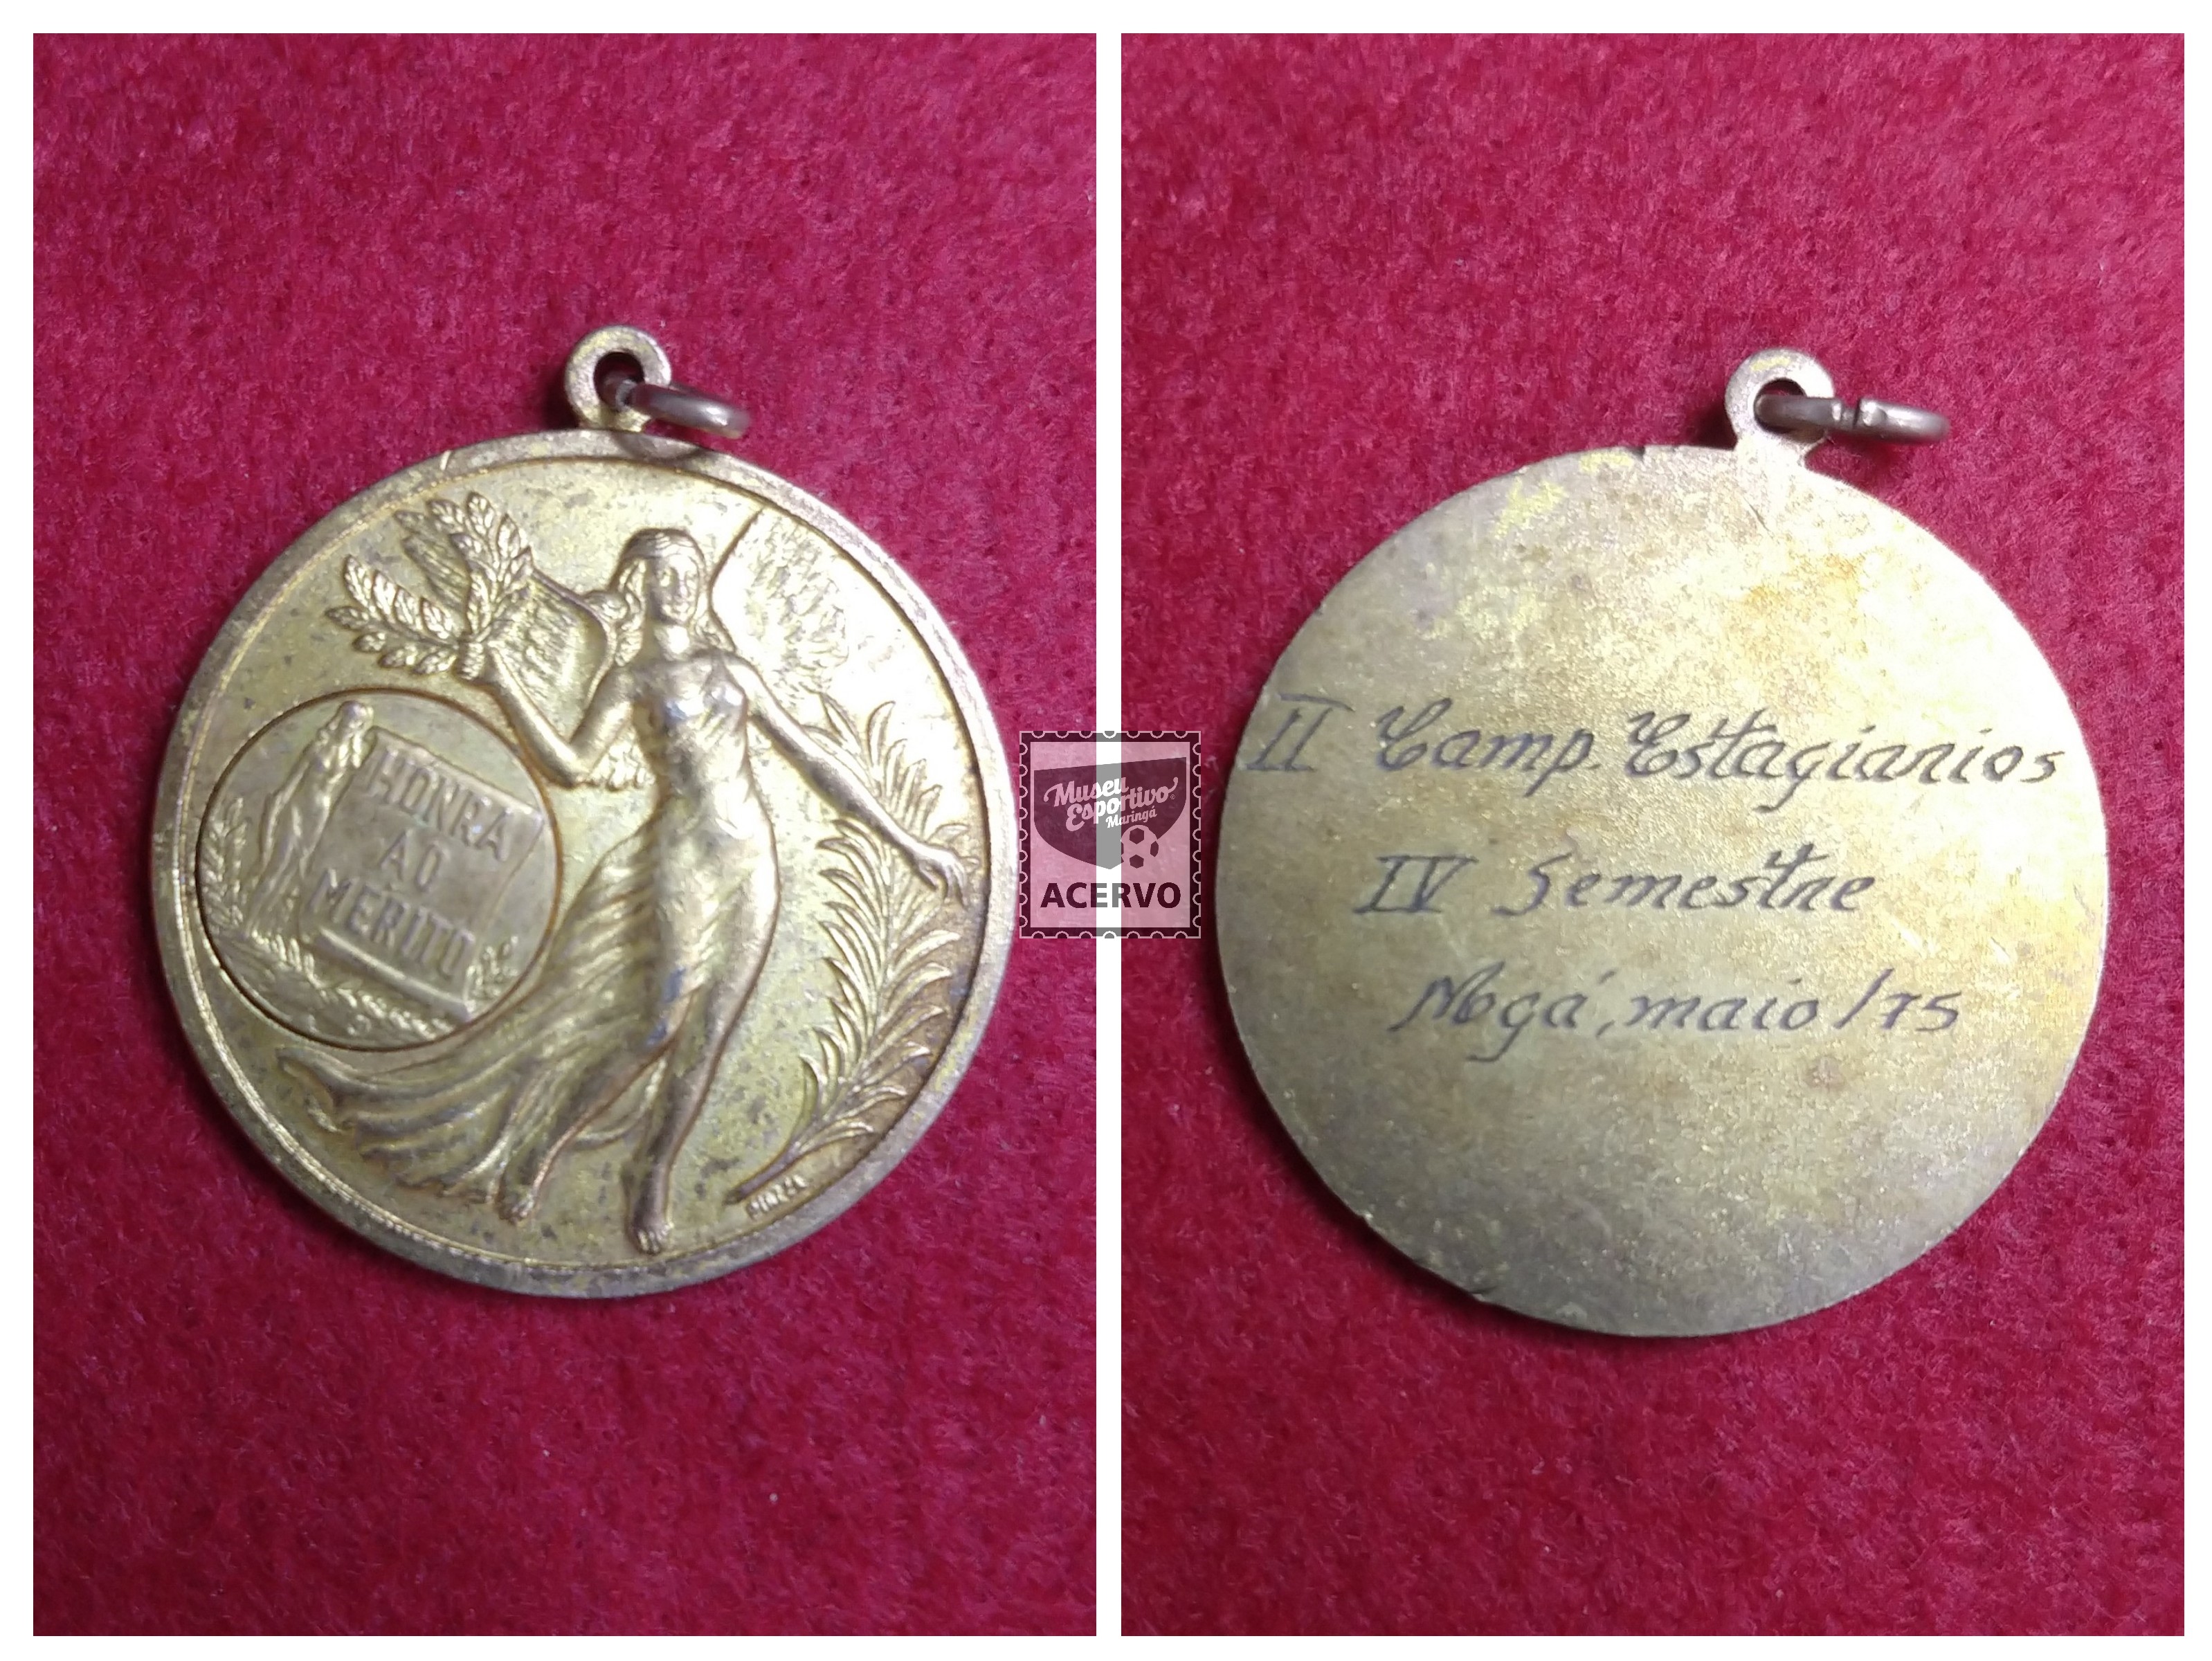 HONRA
AO
MERITO
Museu
Esportivo
Maringá
ACERVO
II Camp. Estagiarios
IV Semestre
Mgá, maio/75